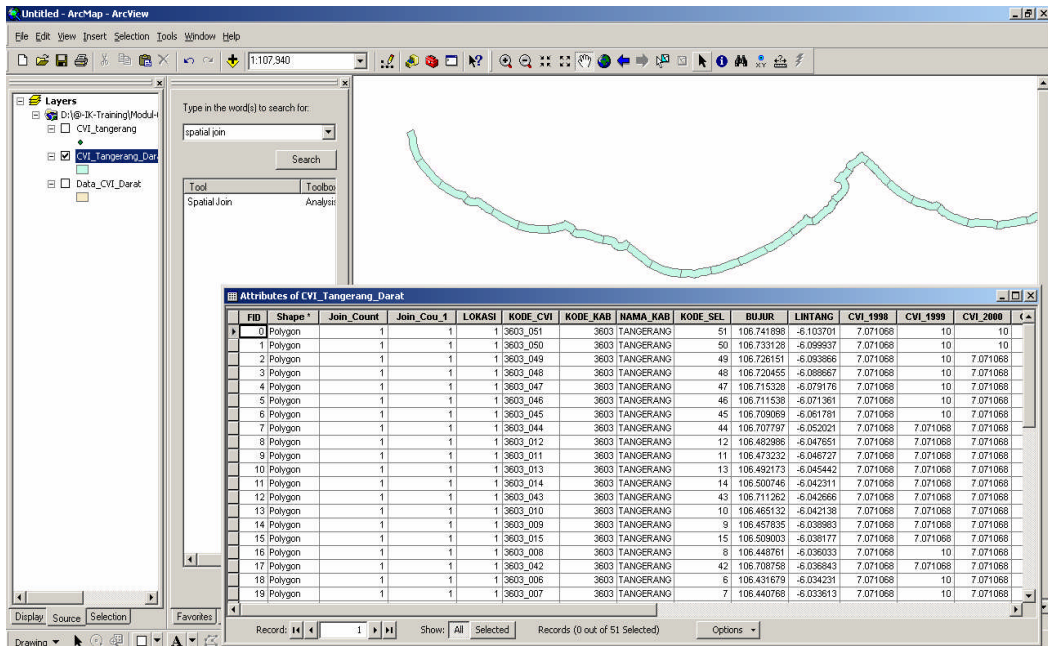 Untitled - ArcMap - ArcView
File Edit View Insert Selection Tools Window Help
1:107,940
Layers
D:\@-IK-Training\Modul-
CVI_tangerang
CVI_Tangerang_Dar
Data_CVI_Darat
Display Source Selection
Type in the word(s) to search for:
spatial join
Search
Tool Toolbox
Spatial Join Analysis
Favorites
Attributes of CVI_Tangerang_Darat
FID Shape * Join_Count Join_Cou_1 LOKASI KODE_CVI KODE_KAB NAMA_KAB KODE_SEL BUJUR LINTANG CVI_1998 CVI_1999 CVI_2000
0 Polygon 1 1 1 3603_051 3603 TANGERANG 51 106.741898 -6.103701 7.071068 10 10
1 Polygon 1 1 1 3603_050 3603 TANGERANG 50 106.733128 -6.099937 7.071068 10 10
2 Polygon 1 1 1 3603_049 3603 TANGERANG 49 106.726151 -6.093866 7.071068 10 7.071068
3 Polygon 1 1 1 3603_048 3603 TANGERANG 48 106.720455 -6.088667 7.071068 10 7.071068
4 Polygon 1 1 1 3603_047 3603 TANGERANG 47 106.715328 -6.079176 7.071068 10 7.071068
5 Polygon 1 1 1 3603_046 3603 TANGERANG 46 106.711538 -6.071361 7.071068 10 7.071068
6 Polygon 1 1 1 3603_045 3603 TANGERANG 45 106.709069 -6.061781 7.071068 10 7.071068
7 Polygon 1 1 1 3603_044 3603 TANGERANG 44 106.707797 -6.052021 7.071068 7.071068 7.071068
8 Polygon 1 1 1 3603_012 3603 TANGERANG 12 106.482986 -6.047651 7.071068 10 7.071068
9 Polygon 1 1 1 3603_011 3603 TANGERANG 11 106.473232 -6.046727 7.071068 10 7.071068
10 Polygon 1 1 1 3603_013 3603 TANGERANG 13 106.492173 -6.045442 7.071068 10 7.071068
11 Polygon 1 1 1 3603_014 3603 TANGERANG 14 106.500746 -6.042311 7.071068 10 7.071068
12 Polygon 1 1 1 3603_043 3603 TANGERANG 43 106.711262 -6.042666 7.071068 10 7.071068
13 Polygon 1 1 1 3603_010 3603 TANGERANG 10 106.465132 -6.042138 7.071068 10 7.071068
14 Polygon 1 1 1 3603_009 3603 TANGERANG 9 106.457835 -6.038983 7.071068 10 7.071068
15 Polygon 1 1 1 3603_015 3603 TANGERANG 15 106.509003 -6.038177 7.071068 7.071068 7.071068
16 Polygon 1 1 1 3603_008 3603 TANGERANG 8 106.448761 -6.036033 7.071068 10 7.071068
17 Polygon 1 1 1 3603_042 3603 TANGERANG 42 106.708758 -6.036843 7.071068 7.071068 7.071068
18 Polygon 1 1 1 3603_006 3603 TANGERANG 6 106.431679 -6.034231 7.071068 10 7.071068
19 Polygon 1 1 1 3603_007 3603 TANGERANG 7 106.440768 -6.033613 7.071068 10 7.071068
Record: 1 Show: All Selected Records (0 out of 51 Selected) Options
Drawing A